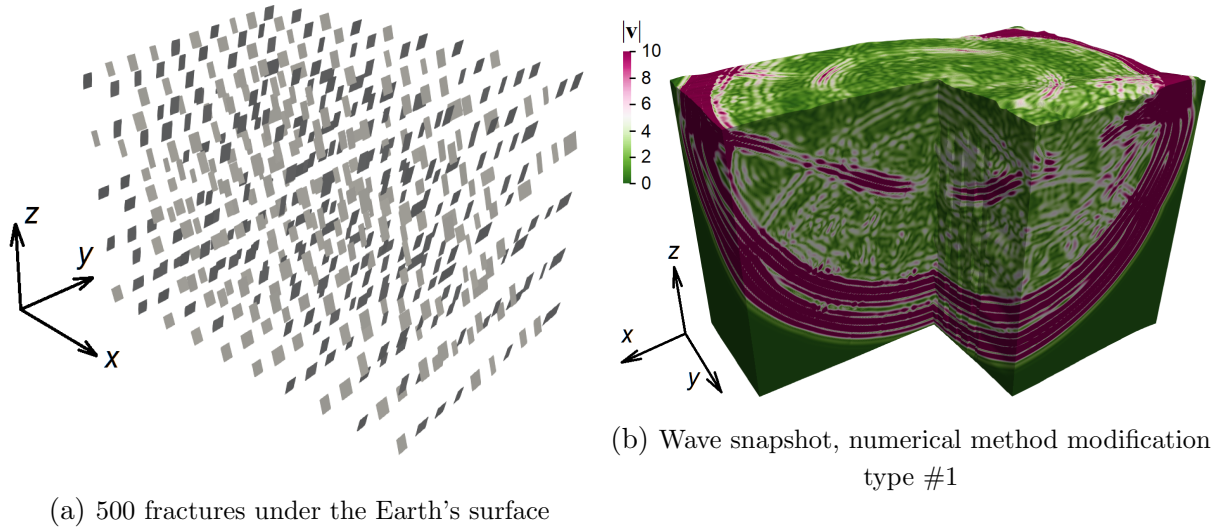 z
y
x
(a) 500 fractures under the Earth's surface
|v|
10
8
6
4
2
0
z
x
y
(b) Wave snapshot, numerical method modification
type #1